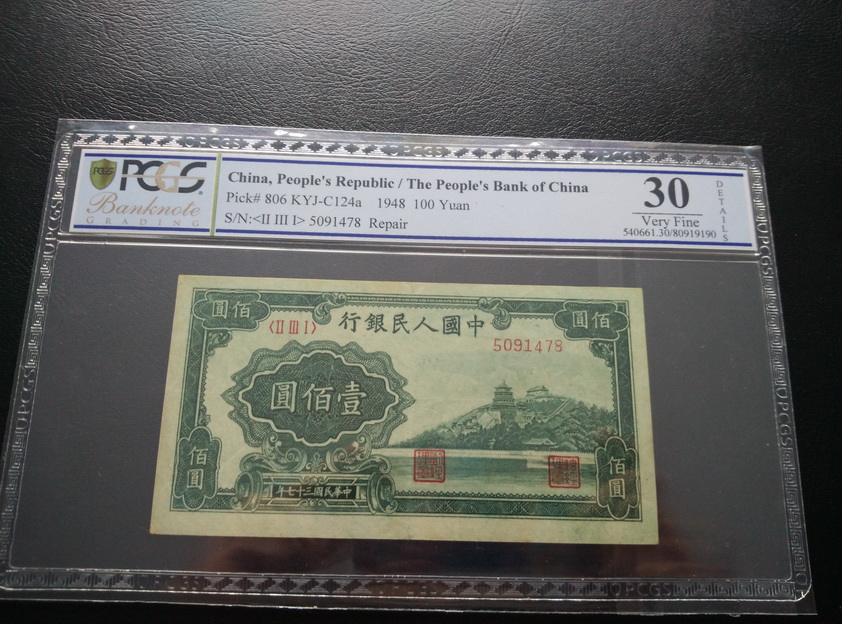 PCGS
PCGS
Banknote
GRADING
China, People's Republic / The People's Bank of China
Pick# 806 KYJ-C124a 1948 100 Yuan
S/N:<II III I> 5091478 Repair
30
Very Fine
540661.30/80919190
DETAILS
行銀民人國中
圓佰
圓佰
〈II III I〉
5091478
圓佰壹
佰圓
佰圓
年七十三國民華中